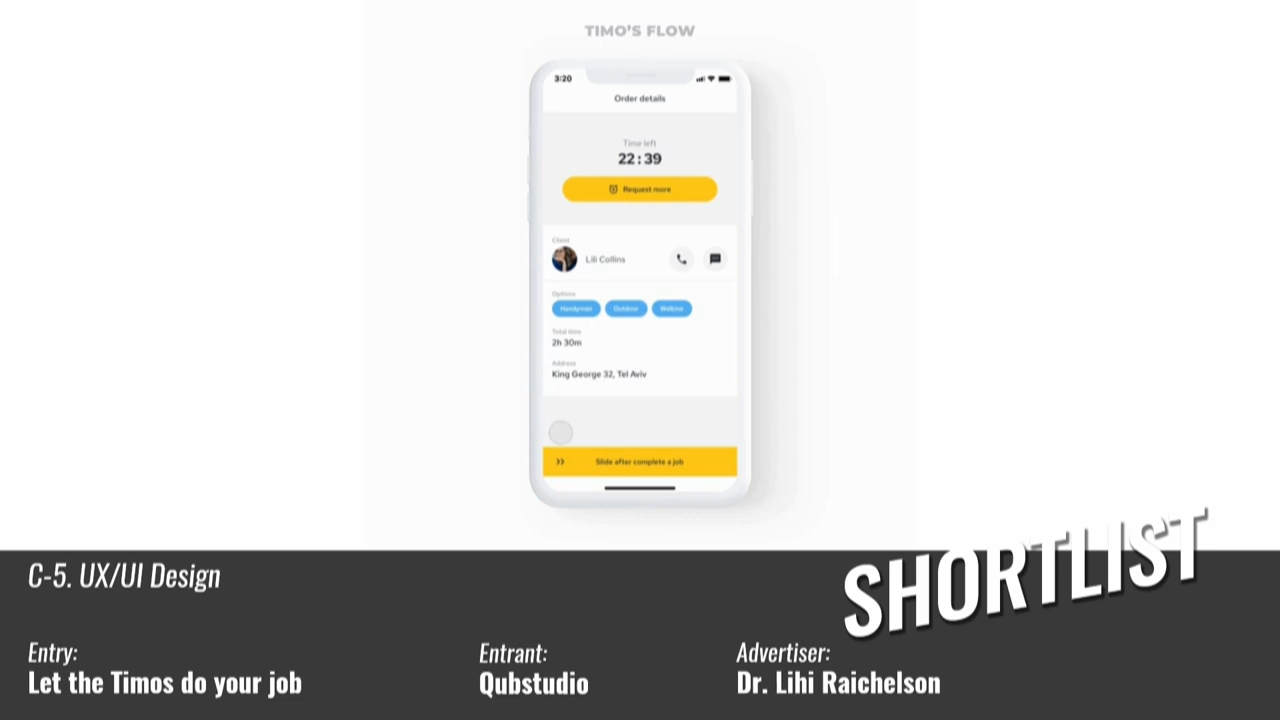 TIMO'S FLOW
3:20
Order details
Time left
22 : 39
Request more
Client
Lili Collins
Options
Handyman Outdoor
Total time
2h 30m
Address
King George 32, Tel Aviv
Slide after complete a job
SHORTLIST
C-5. UX/UI Design
Entry:
Let the Timos do your job
Entrant:
Qubstudio
Advertiser:
Dr. Lihi Raichelson